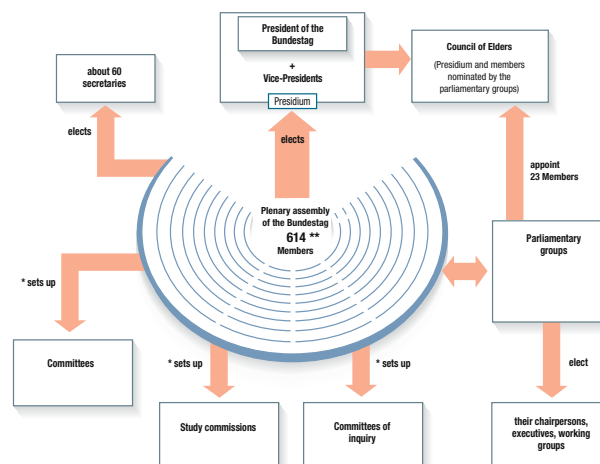 President of the
Bundestag
+
Vice-Presidents
Presidium
Council of Elders
(Presidium and members
nominated by the
parliamentary groups)
about 60
secretaries
elects
elects
appoint
23 Members
Plenary assembly
of the Bundestag
614 **
Members
Parliamentary
groups
* sets up
Committees
* sets up
* sets up
elect
Study commissions
Committees of
inquiry
their chairpersons,
executives, working
groups